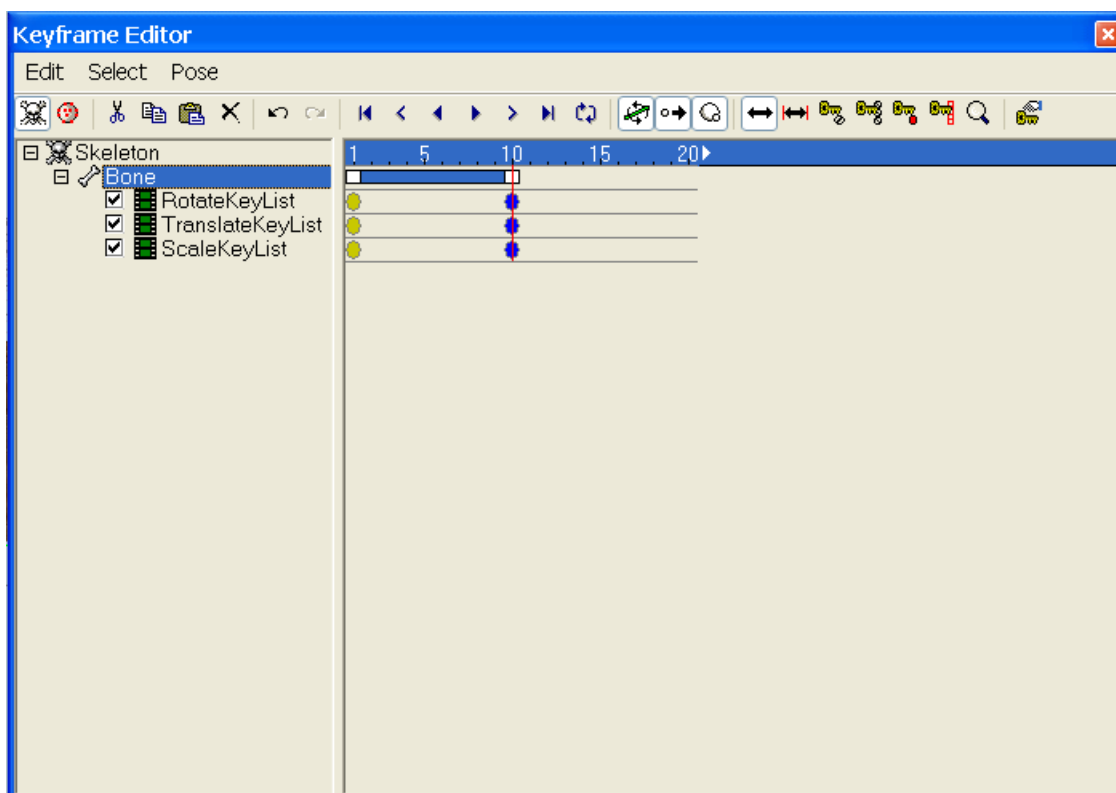 Keyframe Editor
Edit Select Pose
Skeleton
1 5 10 15 20
Bone
RotateKeyList
TranslateKeyList
ScaleKeyList